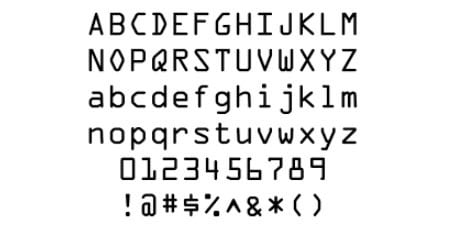 ABCDEFGHIJKLM
NOPQRSTUVWXYZ
abcdefghijklm
nopqrstuvwxyz
0123456789
!@#$%^&*()